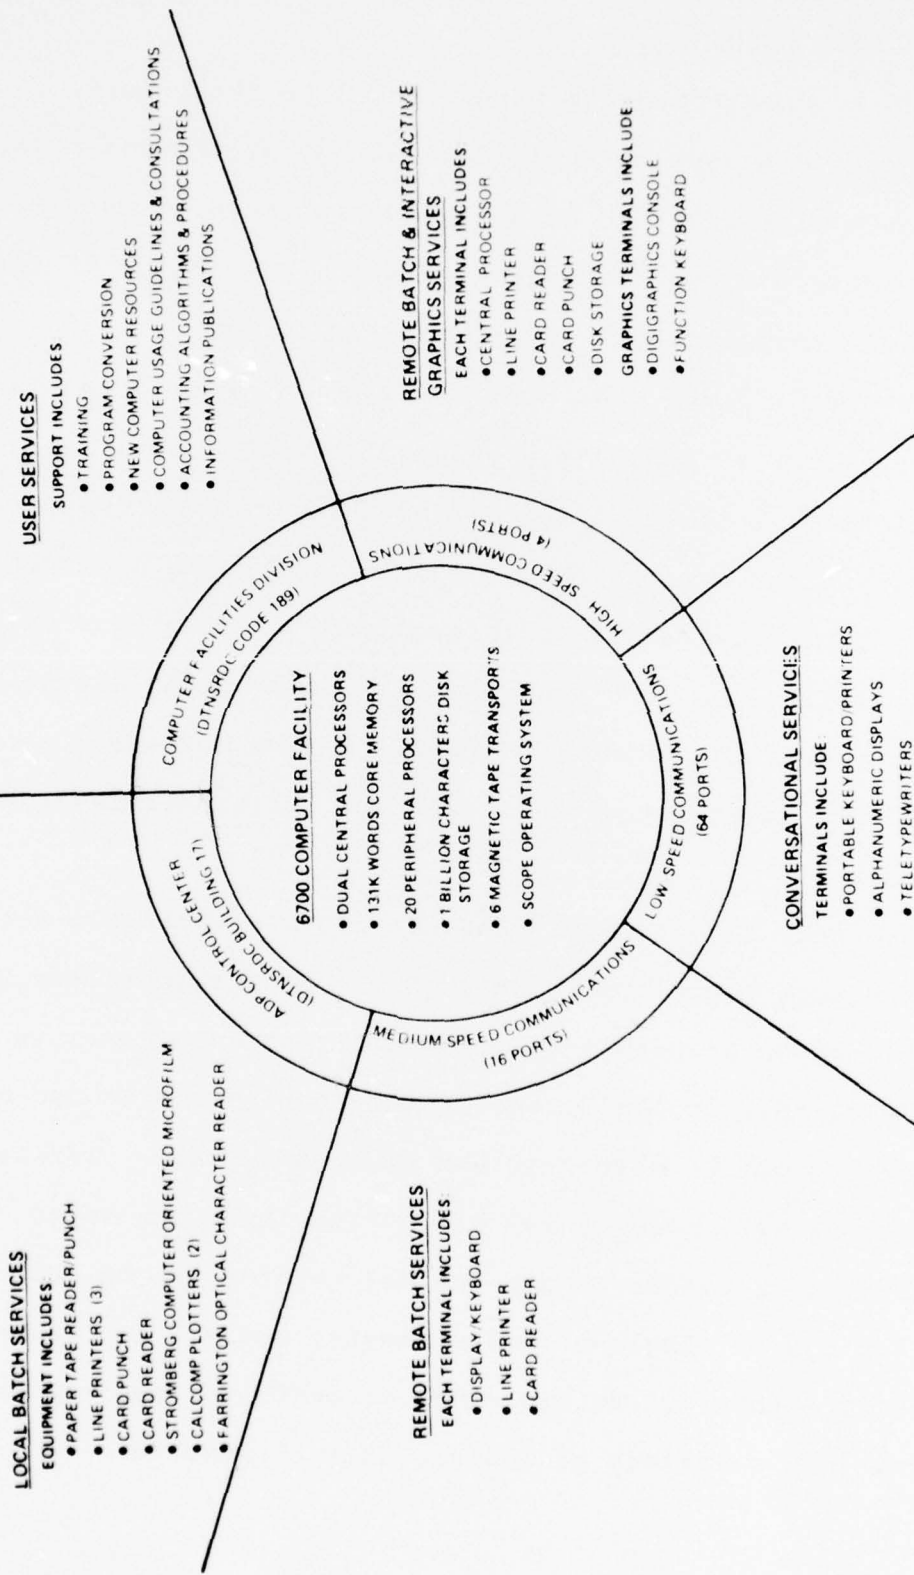 LOCAL BATCH SERVICES
EQUIPMENT INCLUDES:
• PAPER TAPE READER/PUNCH
• LINE PRINTERS (3)
• CARD PUNCH
• CARD READER
• STROMBERG COMPUTER ORIENTED MICROFILM
• CALCOMP PLOTTERS (2)
• FARRINGTON OPTICAL CHARACTER READER
USER SERVICES
SUPPORT INCLUDES
• TRAINING
• PROGRAM CONVERSION
• NEW COMPUTER RESOURCES
• COMPUTER USAGE GUIDELINES & CONSULTATIONS
• ACCOUNTING ALGORITHMS & PROCEDURES
• INFORMATION PUBLICATIONS
ADP CONTROL CENTER
(DTNSRDC BUILDING 17)
COMPUTER FACILITIES DIVISION
(DTNSRDC CODE 189)
6700 COMPUTER FACILITY
• DUAL CENTRAL PROCESSORS
• 131K WORDS CORE MEMORY
• 20 PERIPHERAL PROCESSORS
• 1 BILLION CHARACTERS DISK
STORAGE
• 6 MAGNETIC TAPE TRANSPORTS
• SCOPE OPERATING SYSTEM
MEDIUM SPEED COMMUNICATIONS
(16 PORTS)
HIGH SPEED COMMUNICATIONS
(4 PORTS)
LOW SPEED COMMUNICATIONS
(64 PORTS)
REMOTE BATCH SERVICES
EACH TERMINAL INCLUDES:
• DISPLAY/KEYBOARD
• LINE PRINTER
• CARD READER
REMOTE BATCH & INTERACTIVE
GRAPHICS SERVICES
EACH TERMINAL INCLUDES
• CENTRAL PROCESSOR
• LINE PRINTER
• CARD READER
• CARD PUNCH
• DISK STORAGE
GRAPHICS TERMINALS INCLUDE:
• DIGIGRAPHICS CONSOLE
• FUNCTION KEYBOARD
CONVERSATIONAL SERVICES
TERMINALS INCLUDE:
• PORTABLE KEYBOARD/PRINTERS
• ALPHANUMERIC DISPLAYS
• TELETYPEWRITERS